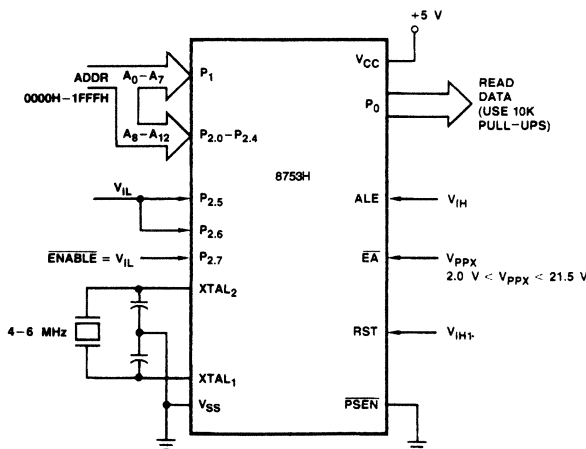 +5 V
VCC
ADDR
0000H-1FFFH
A0-A7
P1
A8-A12
P2.0-P2.4
P0
READ
DATA
(USE 10K
PULL-UPS)
8753H
VIL
P2.5
ALE
VIH
P2.6
ENABLE = VIL
P2.7
EA
VPPX
2.0 V < VPPX < 21.5 V
XTAL2
4-6 MHz
RST
VIH1.
XTAL1
VSS
PSEN